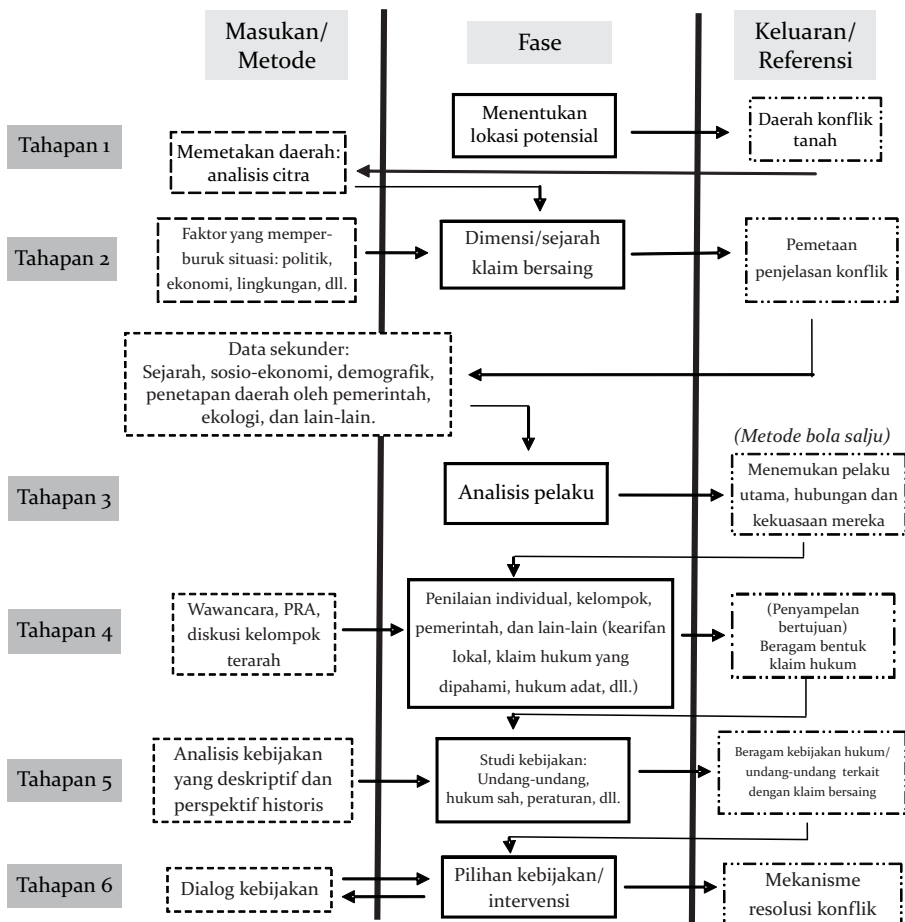 Masukan/
Metode
Fase
Keluaran/
Referensi
Tahapan 1
Menentukan
lokasi potensial
Daerah konflik
tanah
Memetakan daerah:
analisis citra
Tahapan 2
Faktor yang memper-
buruk situasi: politik,
ekonomi, lingkungan, dll.
Dimensi/sejarah
klaim bersaing
Pemetaan
penjelasan konflik
Data sekunder:
Sejarah, sosio-ekonomi, demografik,
penetapan daerah oleh pemerintah,
ekologi, dan lain-lain.
Tahapan 3
Analisis pelaku
(Metode bola salju)
Menemukan pelaku
utama, hubungan dan
kekuasaan mereka
Tahapan 4
Wawancara, PRA,
diskusi kelompok
terarah
Penilaian individual, kelompok,
pemerintah, dan lain-lain (kearifan
lokal, klaim hukum yang
dipahami, hukum adat, dll.)
(Penyampelan
bertujuan)
Beragam bentuk
klaim hukum
Tahapan 5
Analisis kebijakan
yang deskriptif dan
perspektif historis
Studi kebijakan:
Undang-undang,
hukum sah, peraturan, dll.
Beragam kebijakan hukum/
undang-undang terkait
dengan klaim bersaing
Tahapan 6
Dialog kebijakan
Pilihan kebijakan/
intervensi
Mekanisme
resolusi konflik